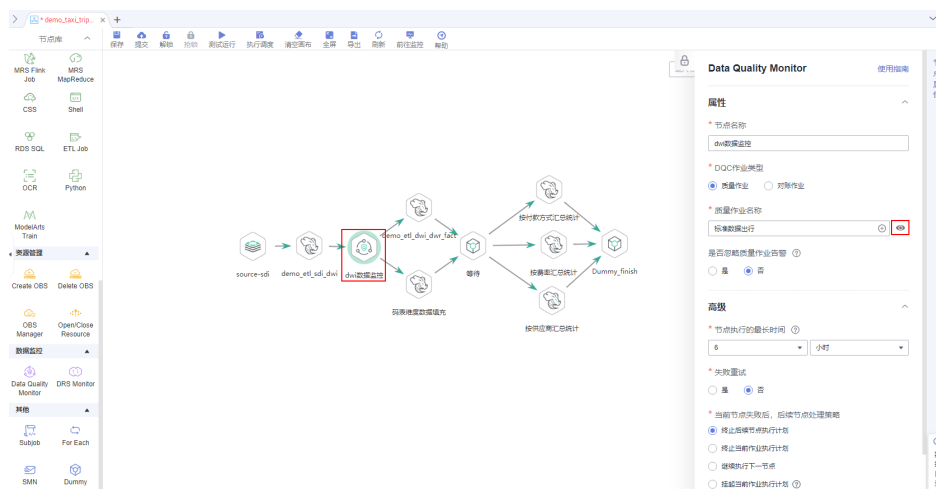 * demo_taxi_trip..
节点库
保存
提交
解锁
抢锁
测试运行
执行调度
清空画布
全屏
导出
刷新
前往监控
帮助
MRS Flink
Job
MRS
MapReduce
CSS
Shell
RDS SQL
ETL Job
OCR
Python
ModelArts
Train
资源管理
Create OBS
Delete OBS
OBS
Manager
Open/Close
Resource
数据监控
Data Quality
Monitor
DRS Monitor
其他
Subjob
For Each
SMN
Dummy
source-sdi
demo_etl_sdi_dwi
dwi数据监控
demo_etl_dwi_dwr_fact
码表维度数据填充
等待
按付款方式汇总统计
按费率汇总统计
按供应商汇总统计
Dummy_finish
Data Quality Monitor
使用指南
属性
* 节点名称
dwi数据监控
* DQC作业类型
质量作业
对账作业
* 质量作业名称
标准数据出行
是否忽略质量作业告警
是
否
高级
* 节点执行的最长时间
6
小时
* 失败重试
是
否
* 当前节点失败后，后续节点处理策略
终止后续节点执行计划
终止当前作业执行计划
继续执行下一节点
挂起当前作业执行计划